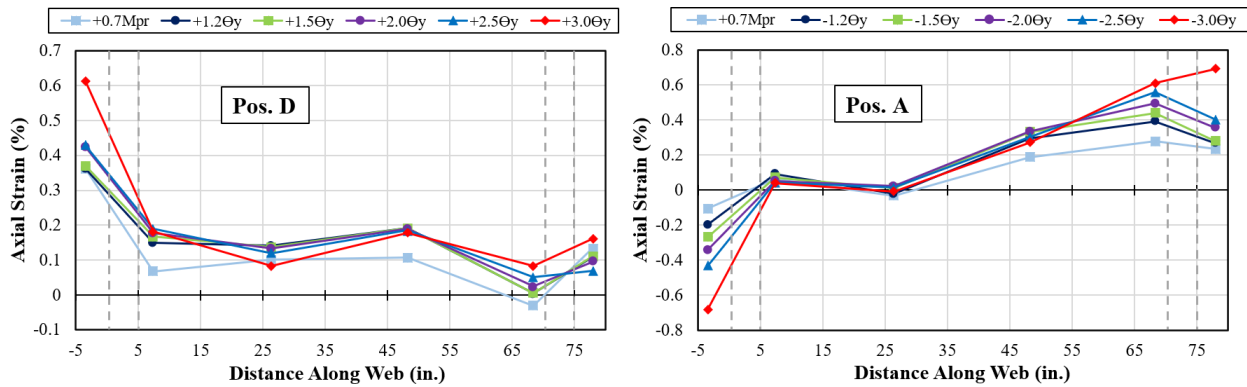 +0.7Mpr +1.2Θy +1.5Θy +2.0Θy +2.5Θy +3.0Θy
0.7
0.6
0.5
0.4
0.3
0.2
0.1
0
-0.1
Axial Strain (%)
Pos. D
-5 5 15 25 35 45 55 65 75
Distance Along Web (in.)
+0.7Mpr -1.2Θy -1.5Θy -2.0Θy -2.5Θy -3.0Θy
0.8
0.6
0.4
0.2
0
-0.2
-0.4
-0.6
-0.8
Axial Strain (%)
Pos. A
-5 5 15 25 35 45 55 65 75
Distance Along Web (in.)